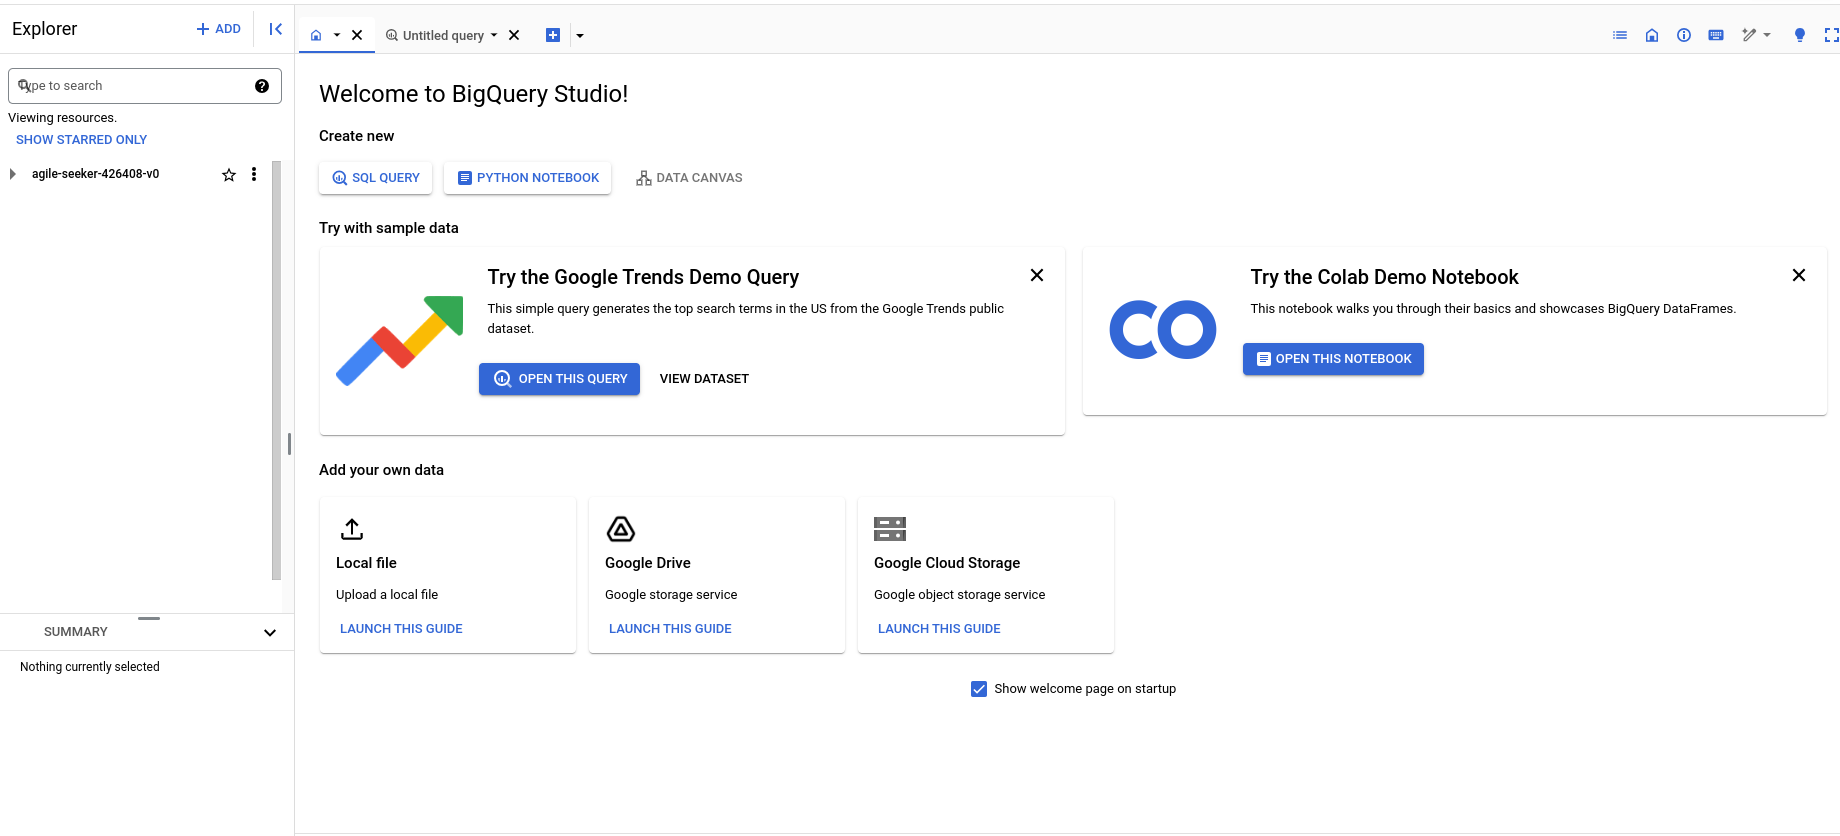 Explorer
ADD
Type to search
Viewing resources.
SHOW STARRED ONLY
agile-seeker-426408-v0
SUMMARY
Nothing currently selected
Untitled query
Welcome to BigQuery Studio!
Create new
SQL QUERY
PYTHON NOTEBOOK
DATA CANVAS
Try with sample data
Try the Google Trends Demo Query
This simple query generates the top search terms in the US from the Google Trends public
dataset.
OPEN THIS QUERY
VIEW DATASET
Try the Colab Demo Notebook
This notebook walks you through their basics and showcases BigQuery DataFrames.
OPEN THIS NOTEBOOK
Add your own data
Local file
Upload a local file
LAUNCH THIS GUIDE
Google Drive
Google storage service
LAUNCH THIS GUIDE
Google Cloud Storage
Google object storage service
LAUNCH THIS GUIDE
Show welcome page on startup